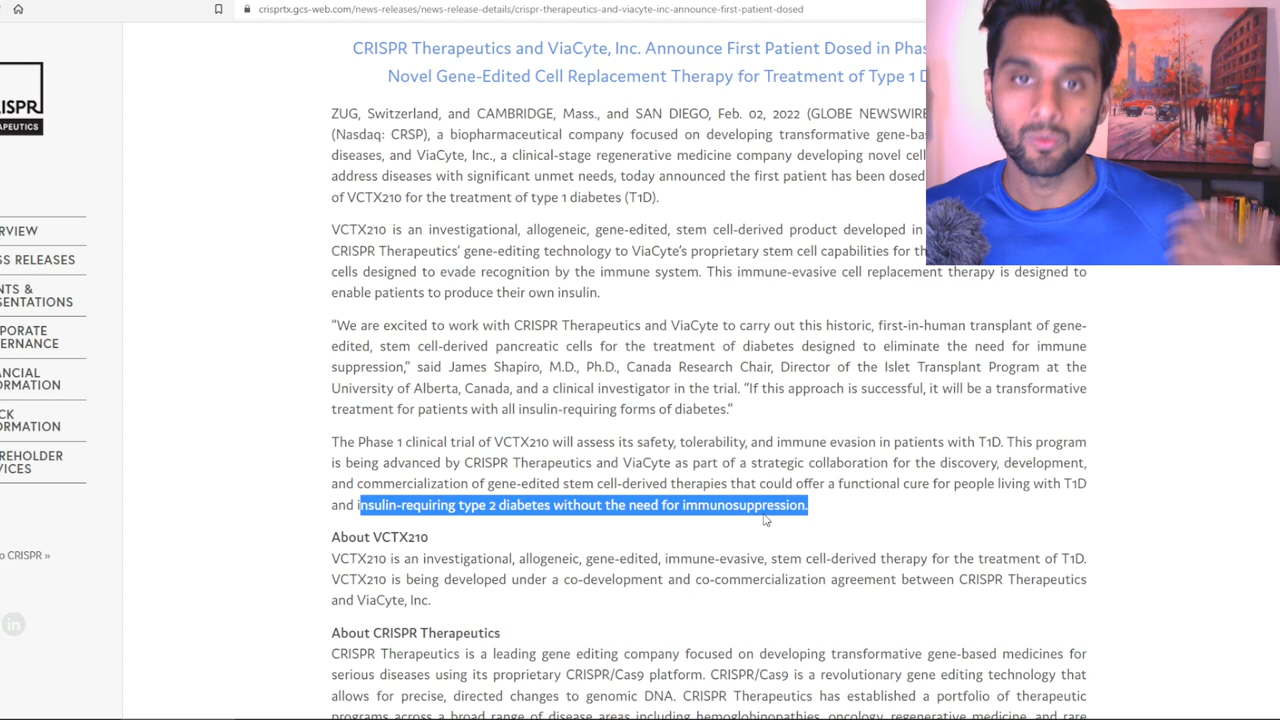 crisprtx.gcs-web.com/news-releases/news-release-details/crispr-therapeutics-and-viacyte-inc-announce-first-patient-dosed
CRISPR Therapeutics and ViaCyte, Inc. Announce First Patient Dosed in Phas
Novel Gene-Edited Cell Replacement Therapy for Treatment of Type 1 D
ISPR
APEUTICS
ZUG, Switzerland, and CAMBRIDGE, Mass., and SAN DIEGO, Feb. 02, 2022 (GLOBE NEWSWIRE
(Nasdaq: CRSP), a biopharmaceutical company focused on developing transformative gene-ba
diseases, and ViaCyte, Inc., a clinical-stage regenerative medicine company developing novel cell
address diseases with significant unmet needs, today announced the first patient has been dosed
of VCTX210 for the treatment of type 1 diabetes (T1D).
VCTX210 is an investigational, allogeneic, gene-edited, stem cell-derived product developed in
CRISPR Therapeutics' gene-editing technology to ViaCyte's proprietary stem cell capabilities for th
cells designed to evade recognition by the immune system. This immune-evasive cell replacement therapy is designed to
enable patients to produce their own insulin.
"We are excited to work with CRISPR Therapeutics and ViaCyte to carry out this historic, first-in-human transplant of gene-
edited, stem cell-derived pancreatic cells for the treatment of diabetes designed to eliminate the need for immune
suppression," said James Shapiro, M.D., Ph.D., Canada Research Chair, Director of the Islet Transplant Program at the
University of Alberta, Canada, and a clinical investigator in the trial. "If this approach is successful, it will be a transformative
treatment for patients with all insulin-requiring forms of diabetes."
The Phase 1 clinical trial of VCTX210 will assess its safety, tolerability, and immune evasion in patients with T1D. This program
is being advanced by CRISPR Therapeutics and ViaCyte as part of a strategic collaboration for the discovery, development,
and commercialization of gene-edited stem cell-derived therapies that could offer a functional cure for people living with T1D
and insulin-requiring type 2 diabetes without the need for immunosuppression.
About VCTX210
VCTX210 is an investigational, allogeneic, gene-edited, immune-evasive, stem cell-derived therapy for the treatment of T1D.
VCTX210 is being developed under a co-development and co-commercialization agreement between CRISPR Therapeutics
and ViaCyte, Inc.
About CRISPR Therapeutics
CRISPR Therapeutics is a leading gene editing company focused on developing transformative gene-based medicines for
serious diseases using its proprietary CRISPR/Cas9 platform. CRISPR/Cas9 is a revolutionary gene editing technology that
allows for precise, directed changes to genomic DNA. CRISPR Therapeutics has established a portfolio of therapeutic
programs across a broad range of disease areas including hemoglobinopathies, oncology, regenerative medicine, and rare
RVIEW
SS RELEASES
NTS &
SENTATIONS
PORATE
ERNANCE
ANCIAL
ORMATION
CK
ORMATION
REHOLDER
VICES
o CRISPR »
in